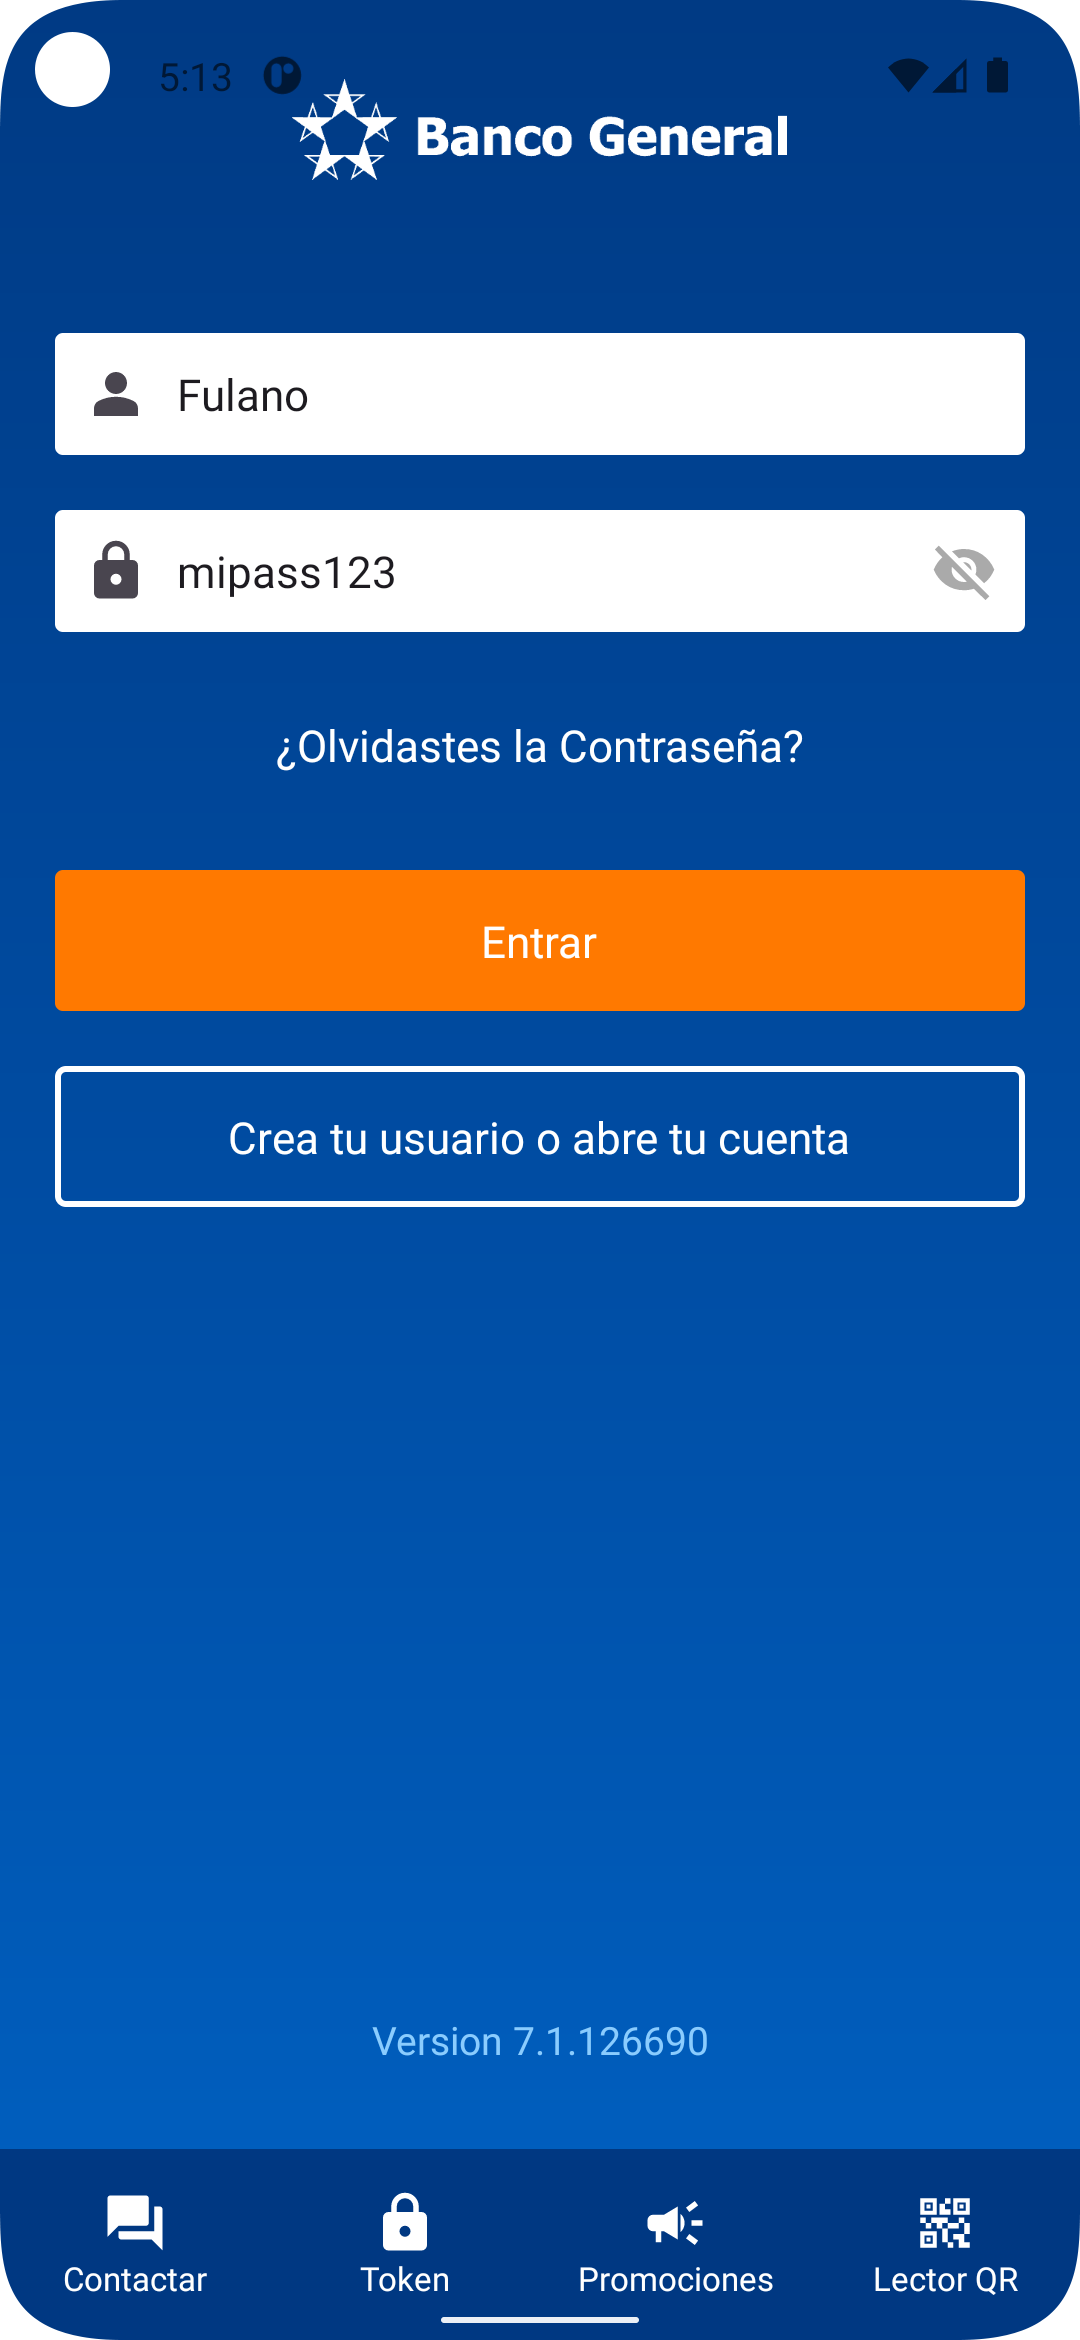 5:13
Banco General
Fulano
mipass123
¿Olvidastes la Contraseña?
Entrar
Crea tu usuario o abre tu cuenta
Version 7.1.126690
Contactar
Token
Promociones
Lector QR